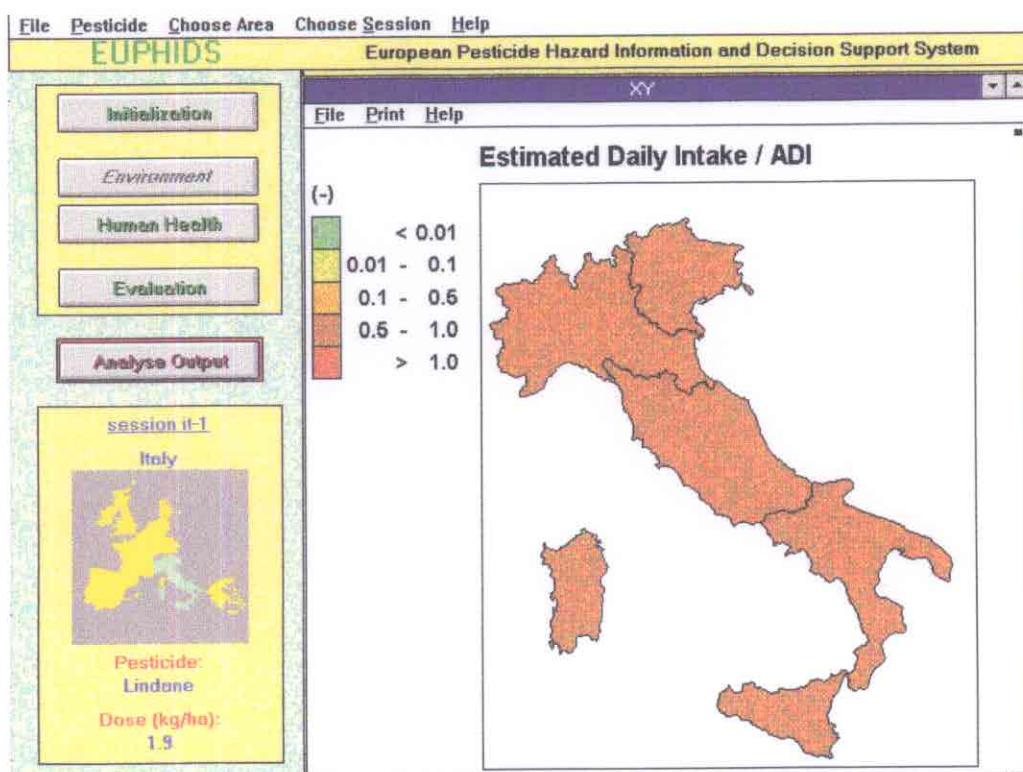 File Pesticide Choose Area Choose Session Help
EUPHIDS European Pesticide Hazard Information and Decision Support System
Initialization
Environment
Human Health
Evaluation
Analyse Output
session it-1
Italy
Pesticide:
Lindane
Dose (kg/ha):
1.9
XY
File Print Help
Estimated Daily Intake / ADI
(-)
< 0.01
0.01 - 0.1
0.1 - 0.5
0.5 - 1.0
> 1.0